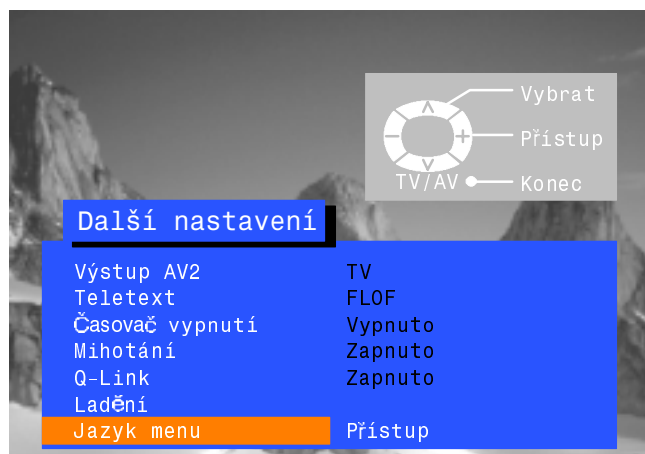 Vybrat
Přístup
TV/AV Konec
Další nastavení
Výstup AV2 TV
Teletext FLOF
Časovač vypnutí Vypnuto
Mihotání Zapnuto
Q-Link Zapnuto
Ladění
Jazyk menu Přístup